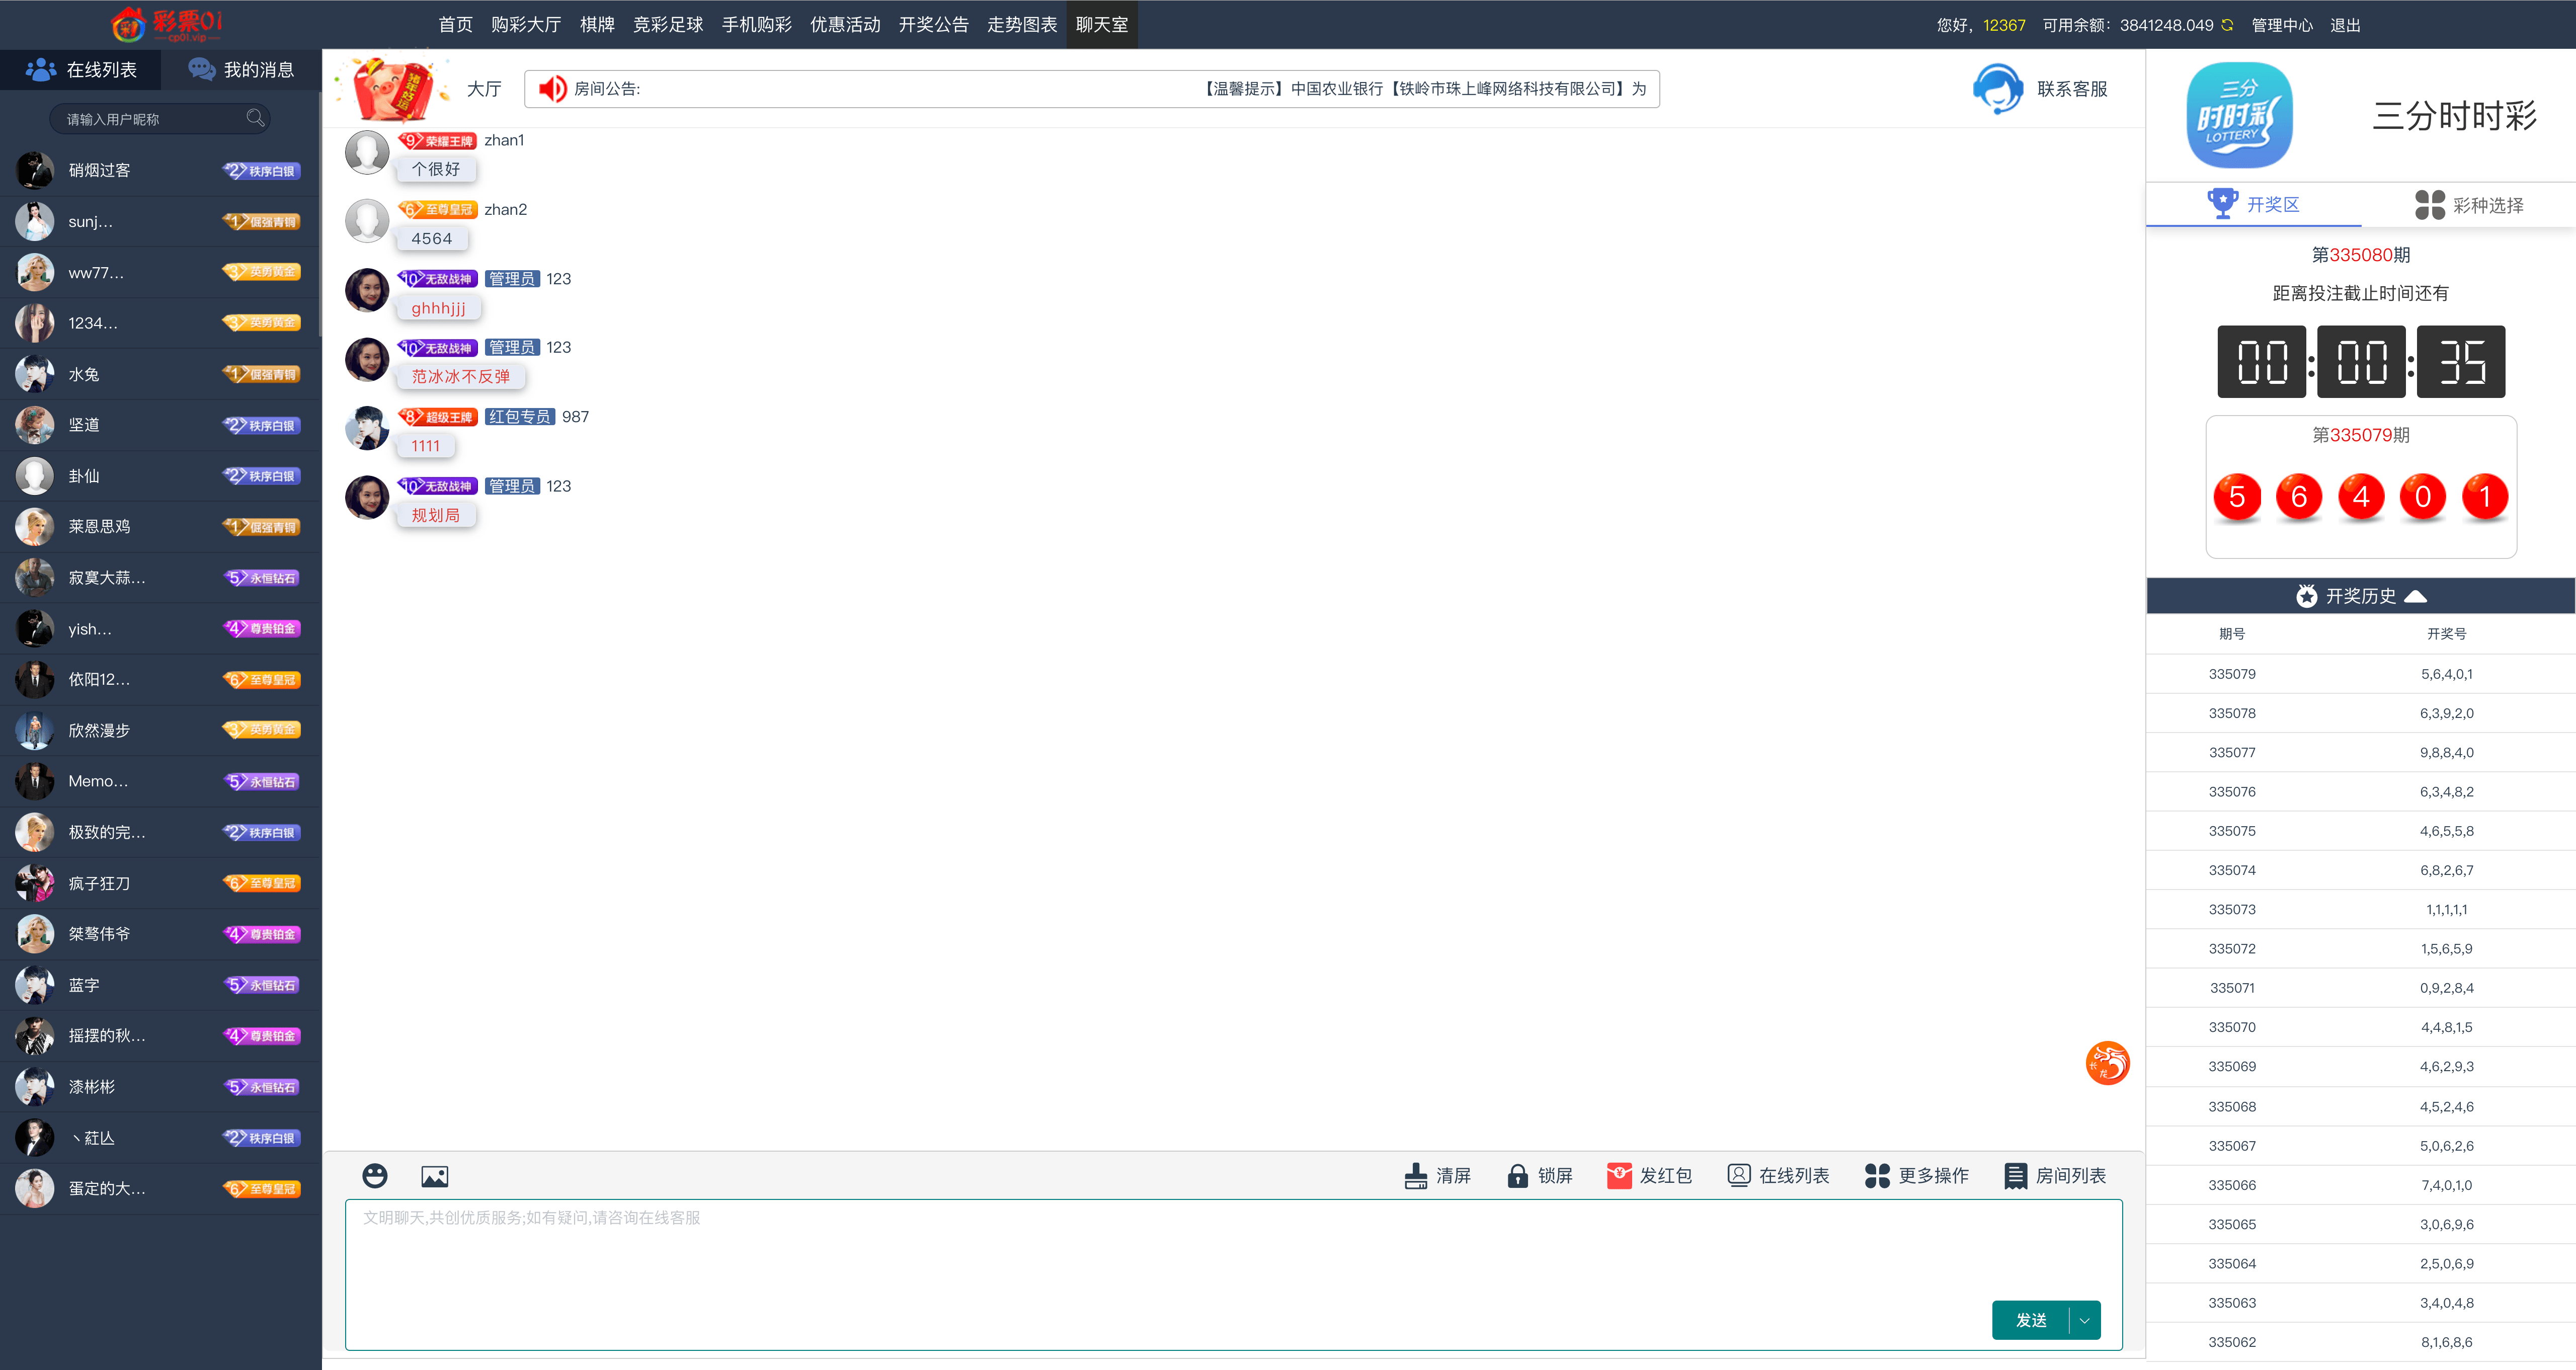 彩票01
cp01.vip
首页 购彩大厅 棋牌 竞彩足球 手机购彩 优惠活动 开奖公告 走势图表 聊天室
您好，12367 可用余额：3841248.049 管理中心 退出
在线列表 我的消息
请输入用户昵称
硝烟过客 2 秩序白银
sunj... 1 倔强青铜
ww77... 3 英勇黄金
1234... 3 英勇黄金
水兔 1 倔强青铜
坚道 2 秩序白银
卦仙 2 秩序白银
莱恩思鸡 1 倔强青铜
寂寞大蒜... 5 永恒钻石
yish... 4 尊贵铂金
依阳12... 6 至尊皇冠
欣然漫步 3 英勇黄金
Memo... 5 永恒钻石
极致的完... 2 秩序白银
疯子狂刀 6 至尊皇冠
桀骜伟爷 4 尊贵铂金
蓝字 5 永恒钻石
摇摆的秋... 4 尊贵铂金
漆彬彬 5 永恒钻石
2 秩序白银
蛋定的大... 6 至尊皇冠
猪年好运
大厅
房间公告: 【温馨提示】中国农业银行【铁岭市珠上峰网络科技有限公司】为
联系客服
9 荣耀王牌 zhan1
个很好
6 至尊皇冠 zhan2
4564
10 无敌战神 管理员 123
ghhhjjj
10 无敌战神 管理员 123
范冰冰不反弹
8 超级王牌 红包专员 987
1111
10 无敌战神 管理员 123
规划局
长龙
清屏 锁屏 发红包 在线列表 更多操作 房间列表
文明聊天,共创优质服务;如有疑问,请咨询在线客服
发送
三分
时时彩
LOTTERY
三分时时彩
开奖区 彩种选择
第335080期
距离投注截止时间还有
00:00:35
第335079期
5 6 4 0 1
开奖历史
期号 开奖号
335079 5,6,4,0,1
335078 6,3,9,2,0
335077 9,8,8,4,0
335076 6,3,4,8,2
335075 4,6,5,5,8
335074 6,8,2,6,7
335073 1,1,1,1,1
335072 1,5,6,5,9
335071 0,9,2,8,4
335070 4,4,8,1,5
335069 4,6,2,9,3
335068 4,5,2,4,6
335067 5,0,6,2,6
335066 7,4,0,1,0
335065 3,0,6,9,6
335064 2,5,0,6,9
335063 3,4,0,4,8
335062 8,1,6,8,6